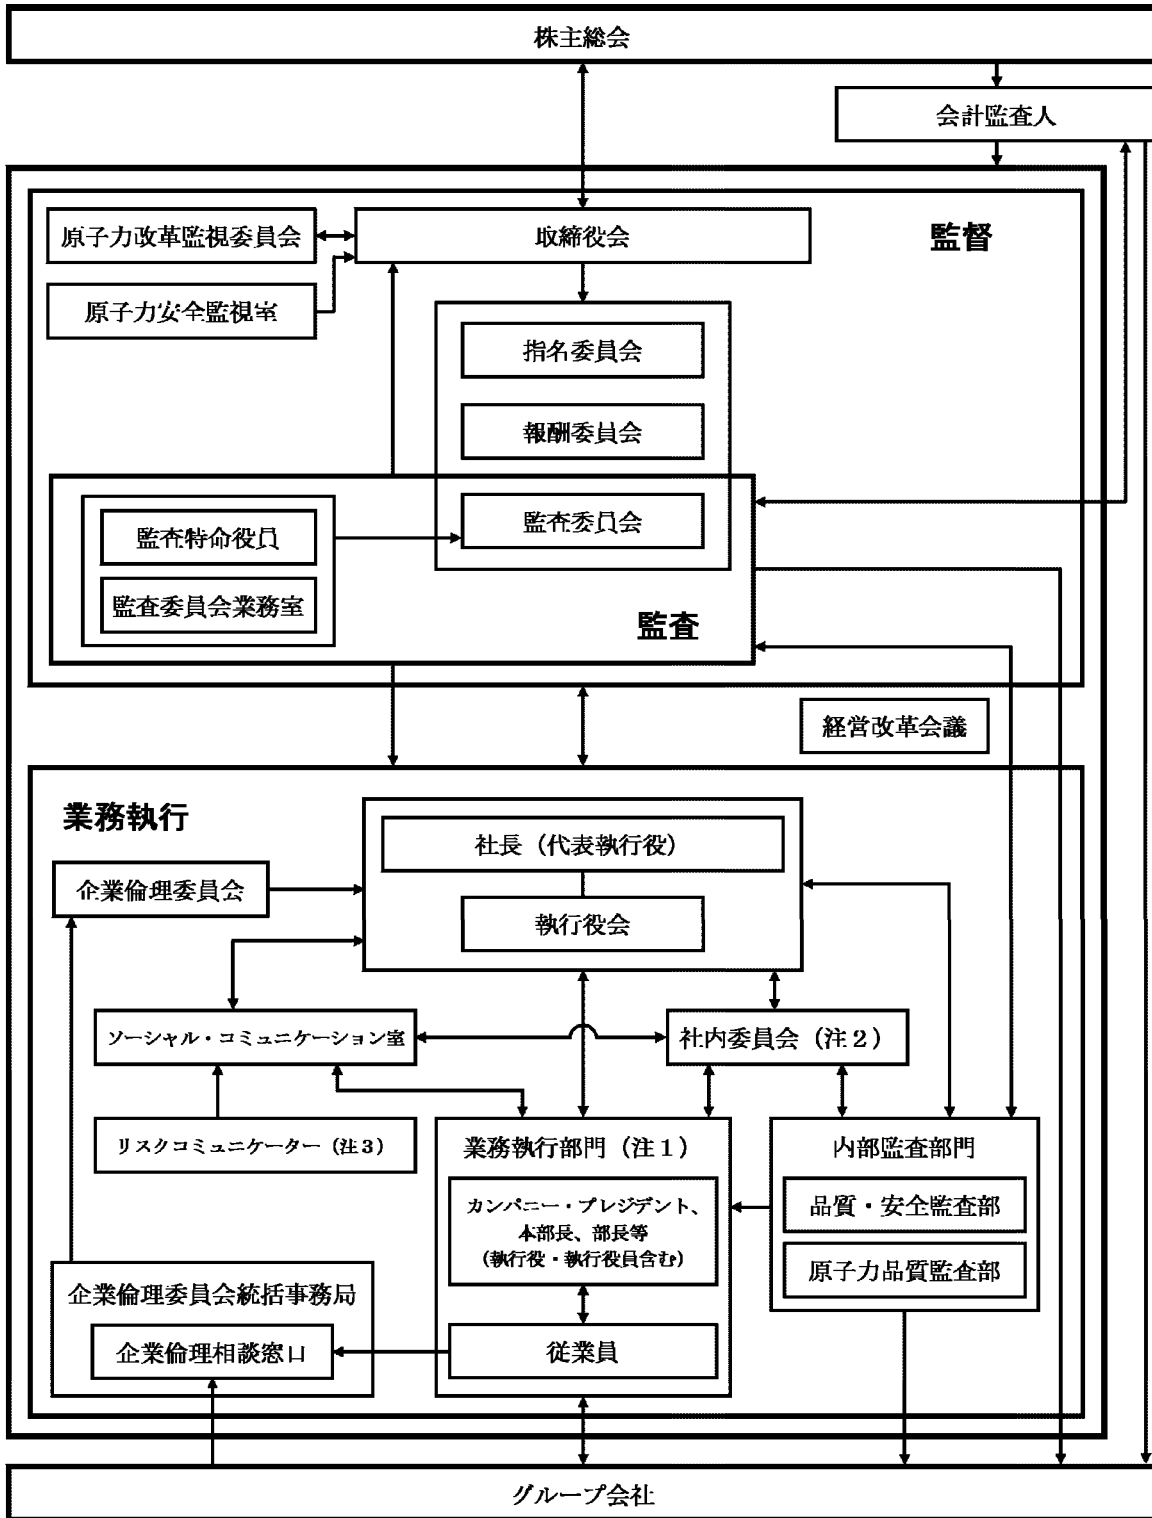 株主総会
会計監査人
監督
原子力改革監視委員会
取締役会
原子力安全監視室
指名委員会
報酬委員会
監査委員会
監査特命役員
監査委員会業務室
監査
経営改革会議
業務執行
社長（代表執行役）
企業倫理委員会
執行役会
ソーシャル・コミュニケーション室
社内委員会（注２）
リスクコミュニケーター（注３）
業務執行部門（注１）
内部監査部門
カンパニー・プレジデント、
本部長、部長等
（執行役・執行役員含む）
品質・安全監査部
原子力品質監査部
企業倫理委員会統括事務局
企業倫理相談窓口
従業員
グループ会社